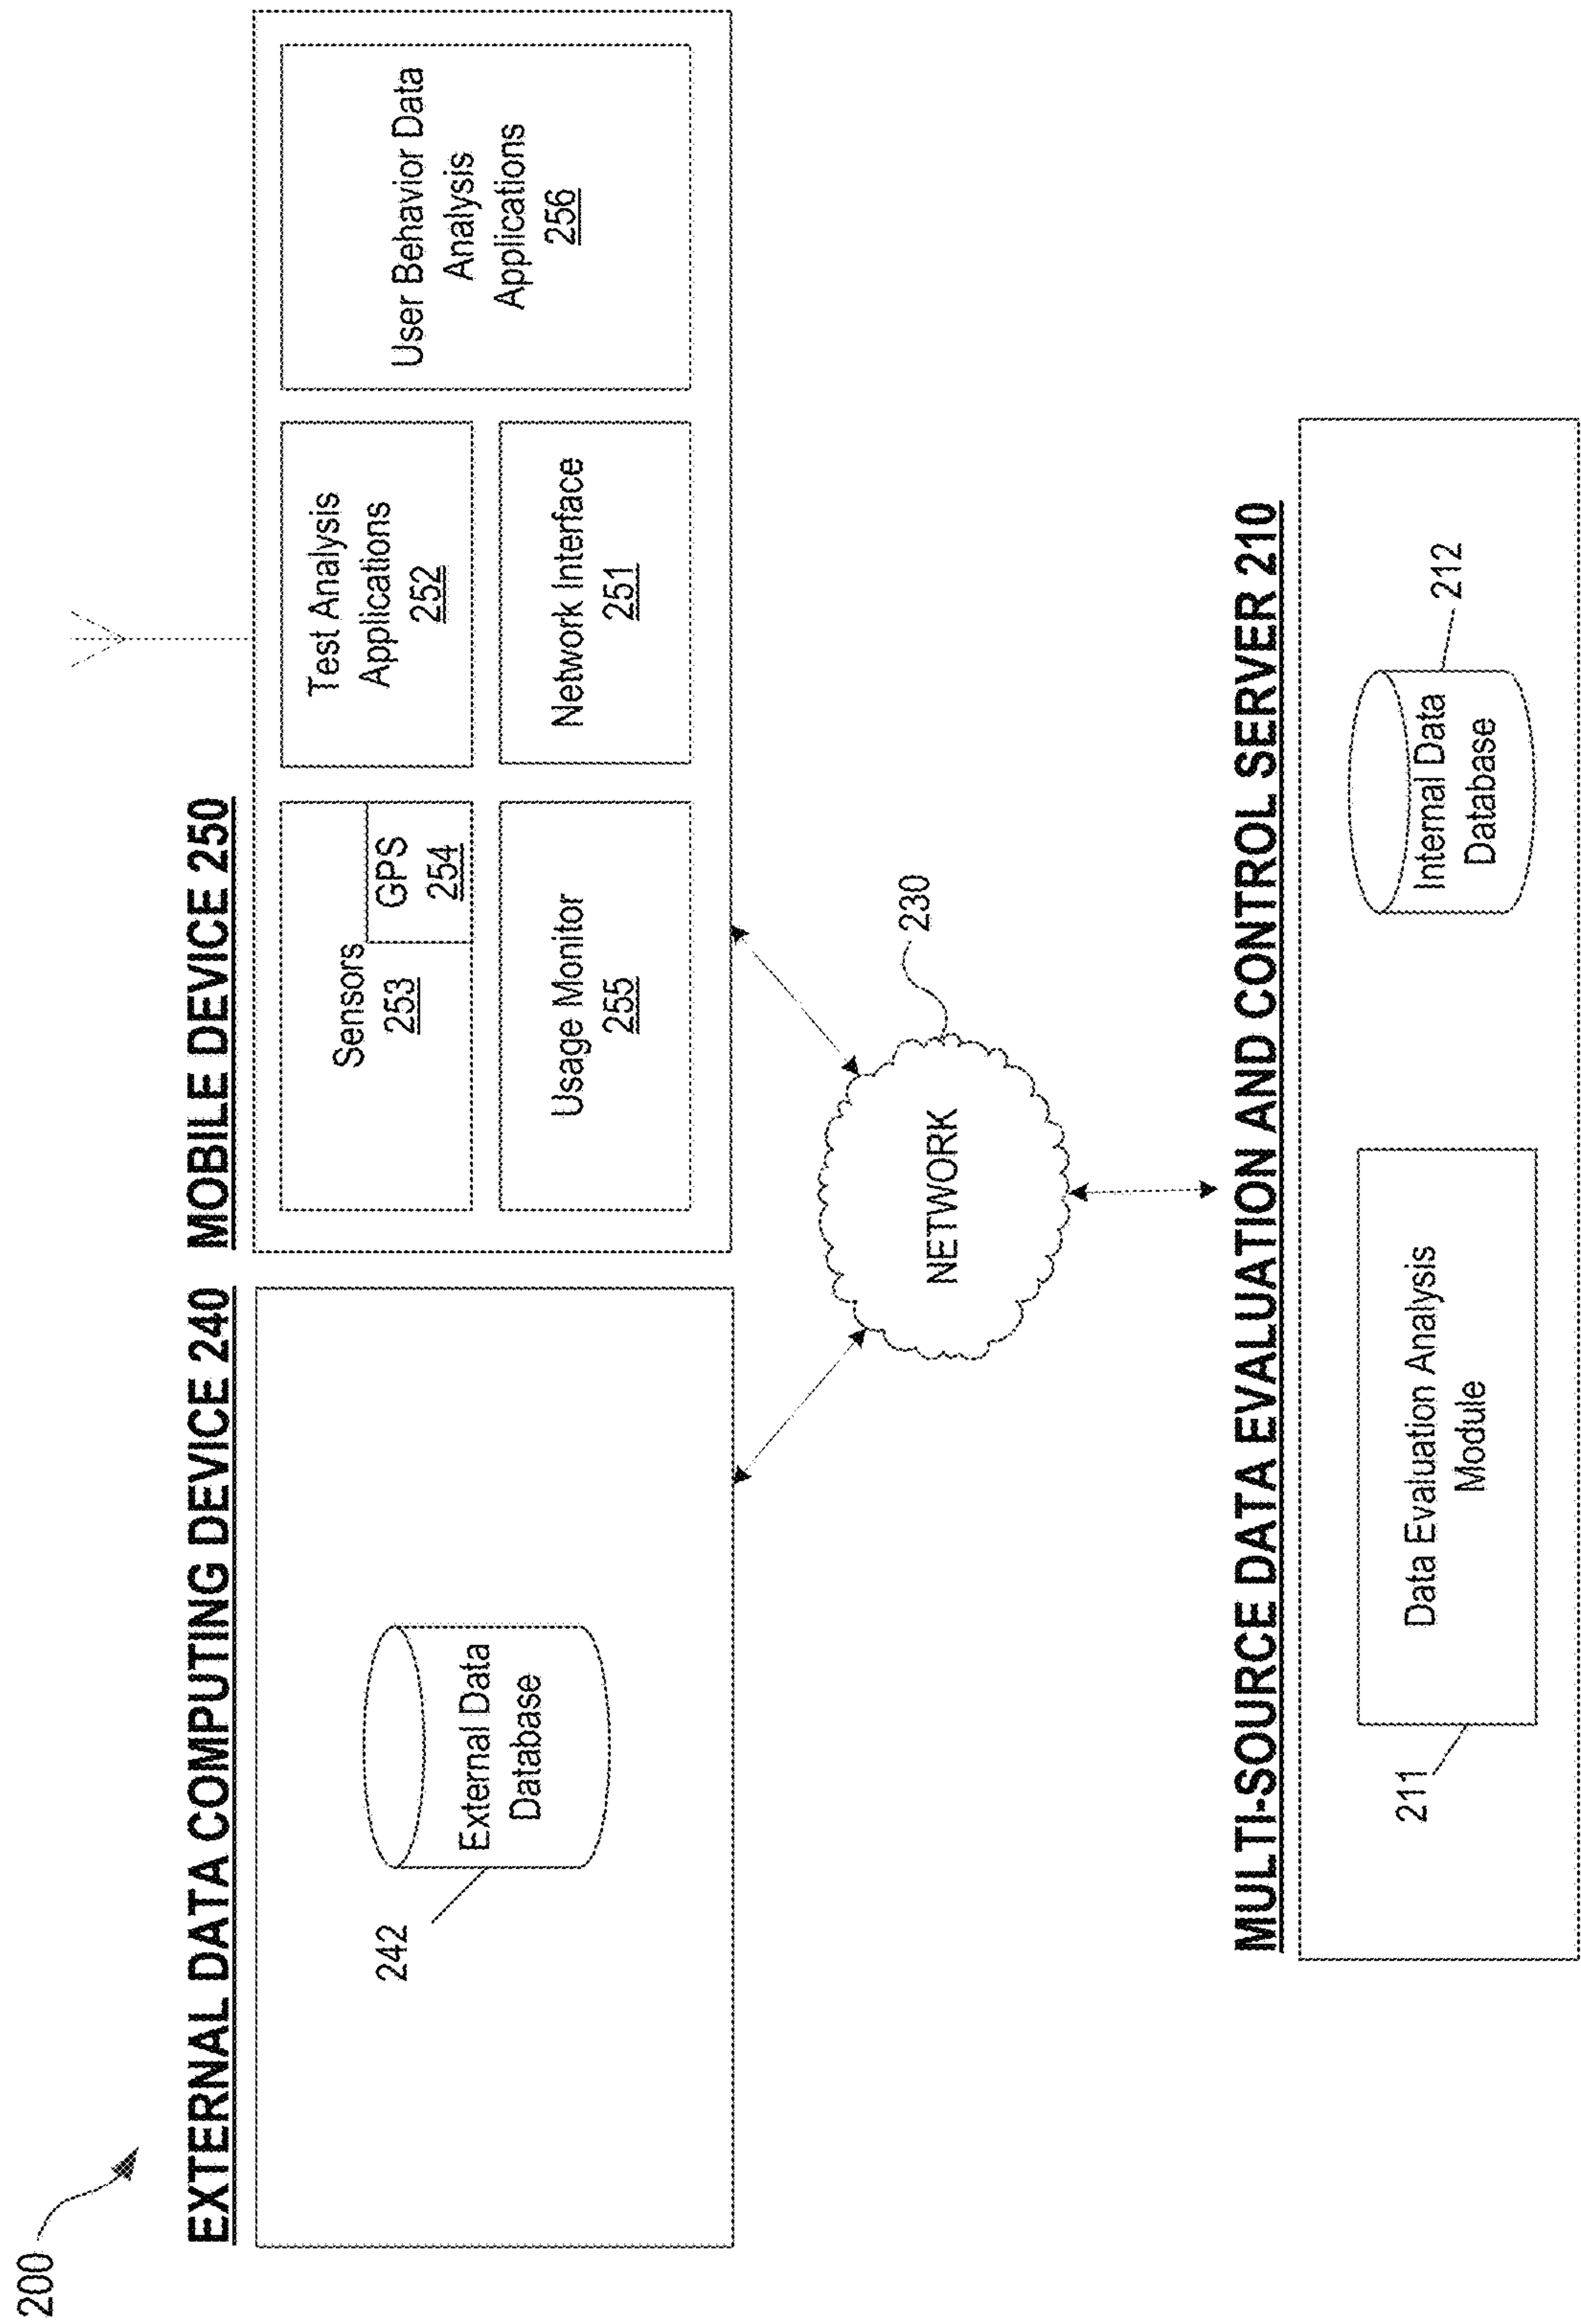 200
EXTERNAL DATA COMPUTING DEVICE 240
242
External Data
Database
MOBILE DEVICE 250
Sensors
253
GPS
254
Test Analysis
Applications
252
User Behavior Data
Analysis
Applications
256
Usage Monitor
255
Network Interface
251
NETWORK
230
MULTI-SOURCE DATA EVALUATION AND CONTROL SERVER 210
211
Data Evaluation Analysis
Module
Internal Data
Database
212